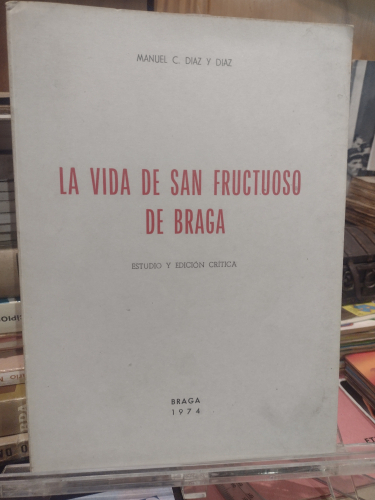 MANUEL C. DIAZ Y DIAZ
LA VIDA DE SAN FRUCTUOSO
DE BRAGA
ESTUDIO Y EDICIÓN CRÍTICA
BRAGA
1974